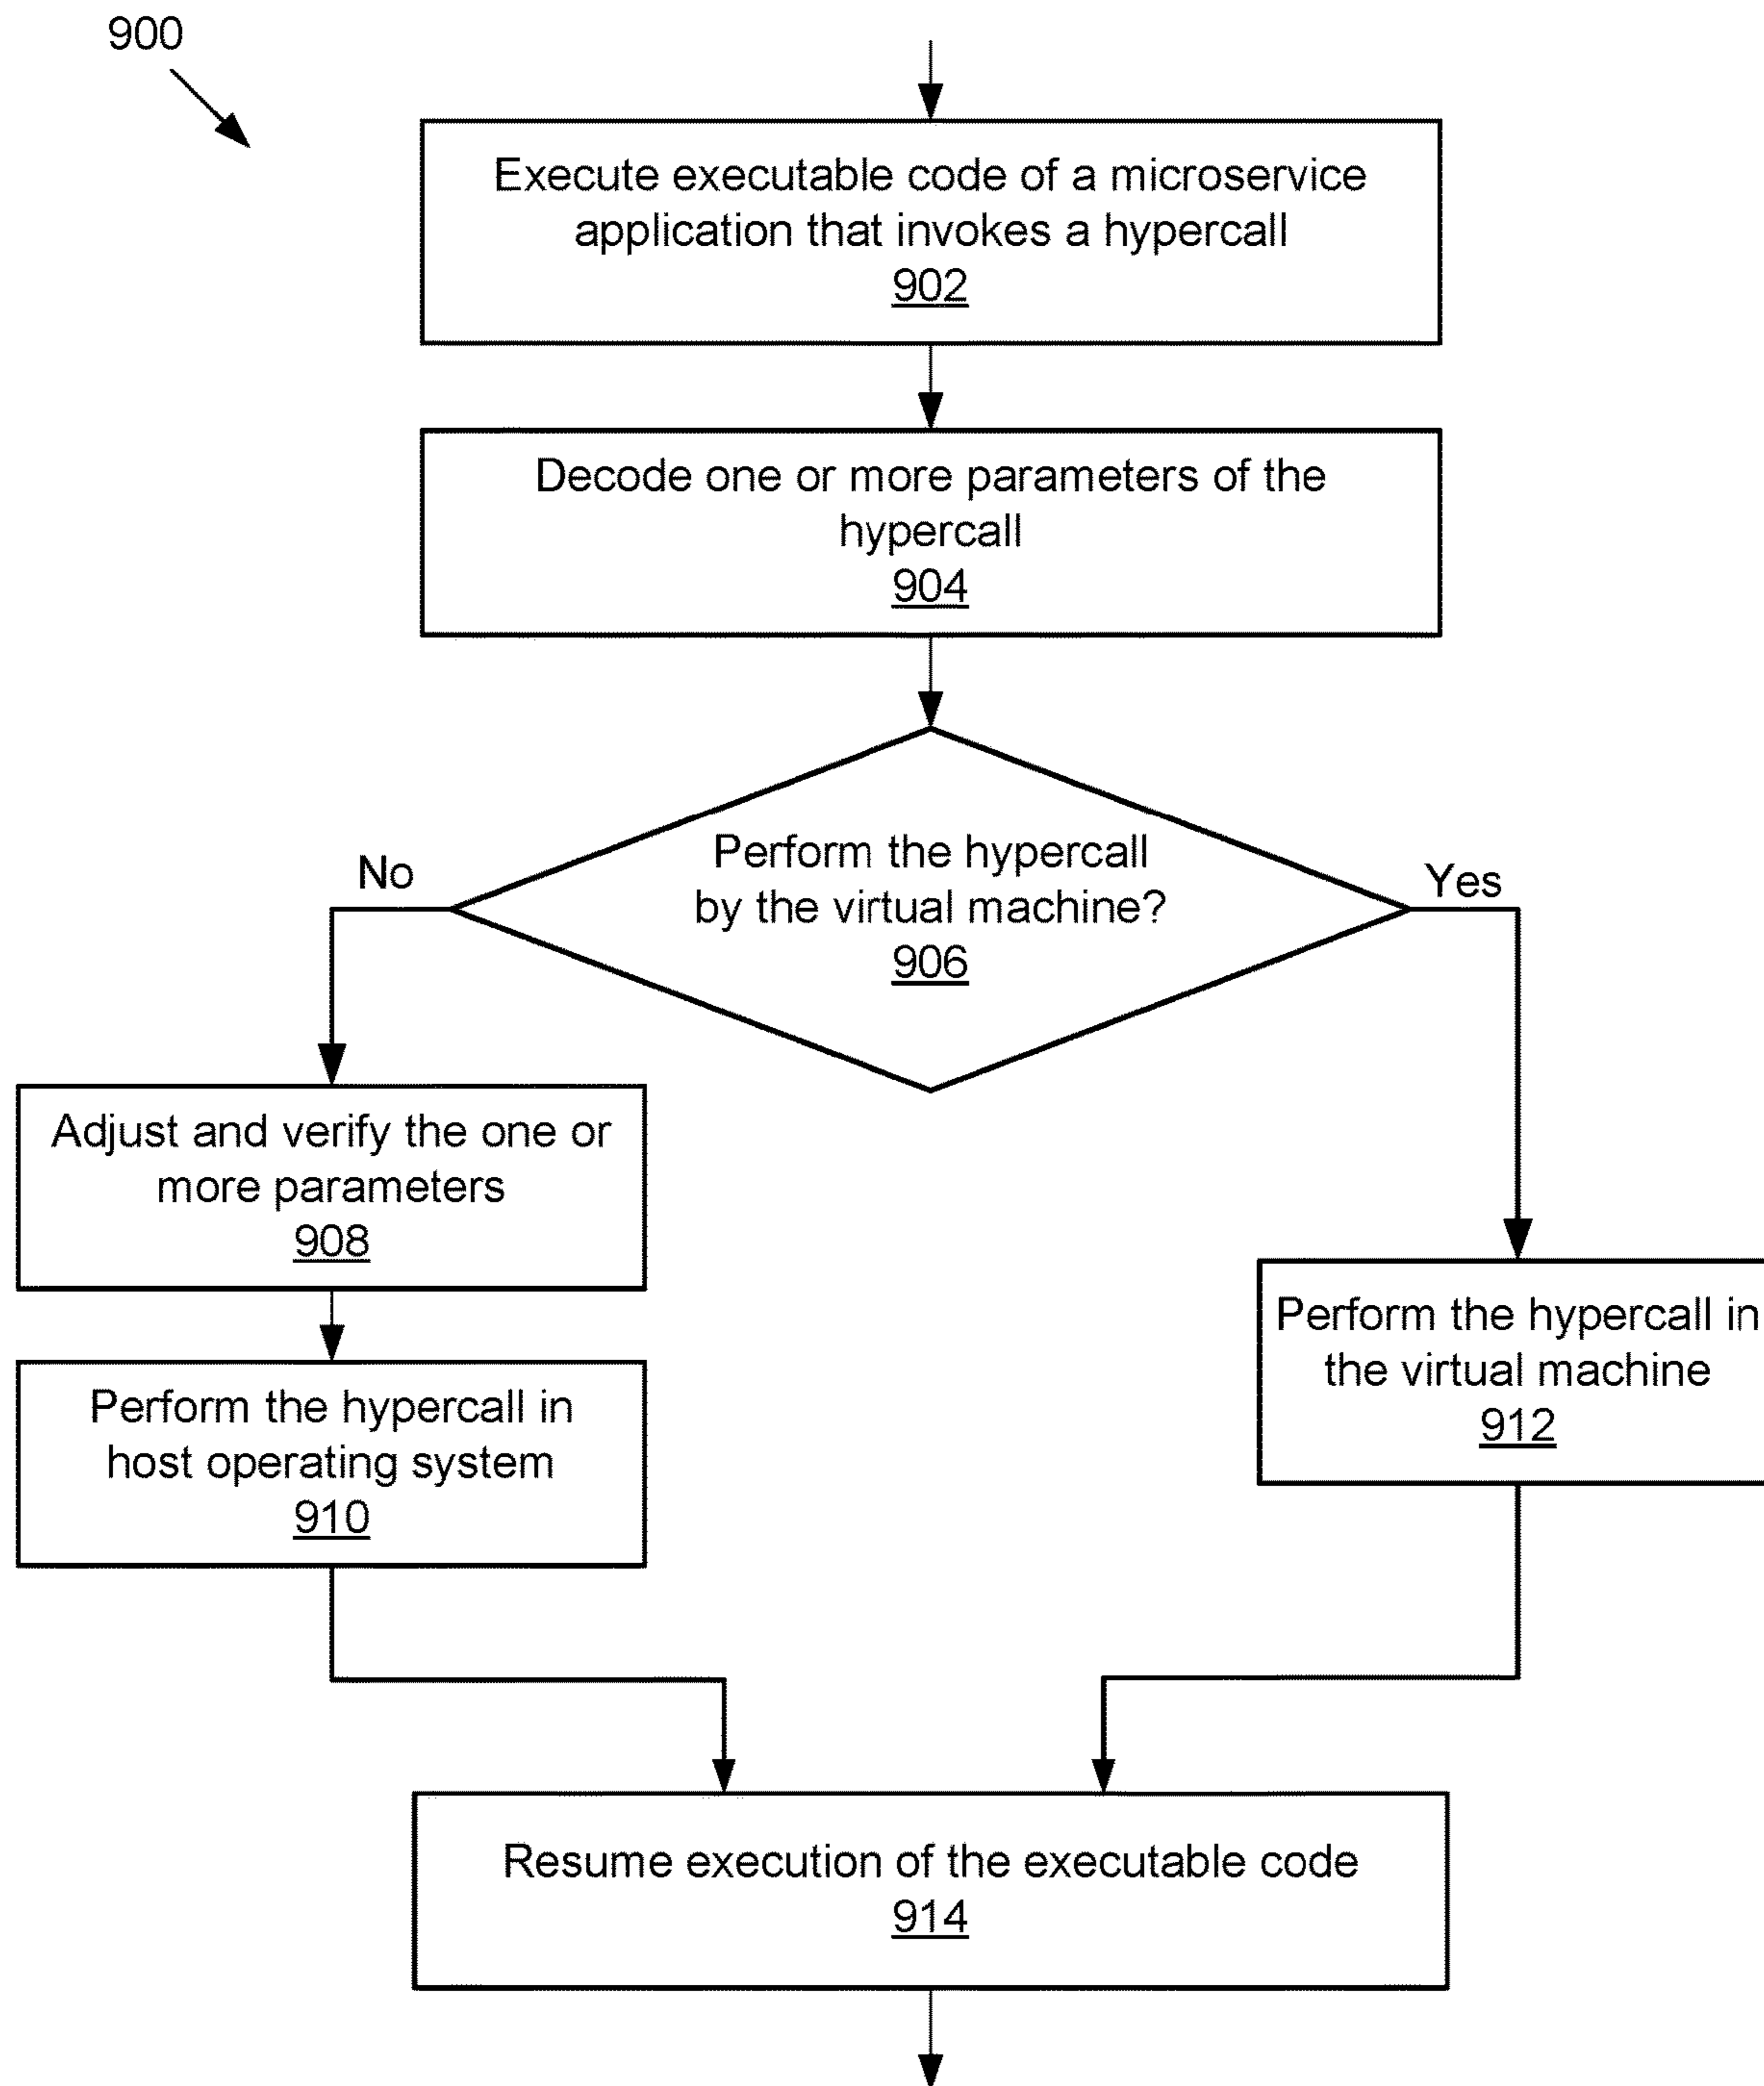 900
Execute executable code of a microservice
application that invokes a hypercall
902
Decode one or more parameters of the
hypercall
904
Perform the hypercall
by the virtual machine?
906
No
Yes
Adjust and verify the one or
more parameters
908
Perform the hypercall in
host operating system
910
Perform the hypercall in
the virtual machine
912
Resume execution of the executable code
914